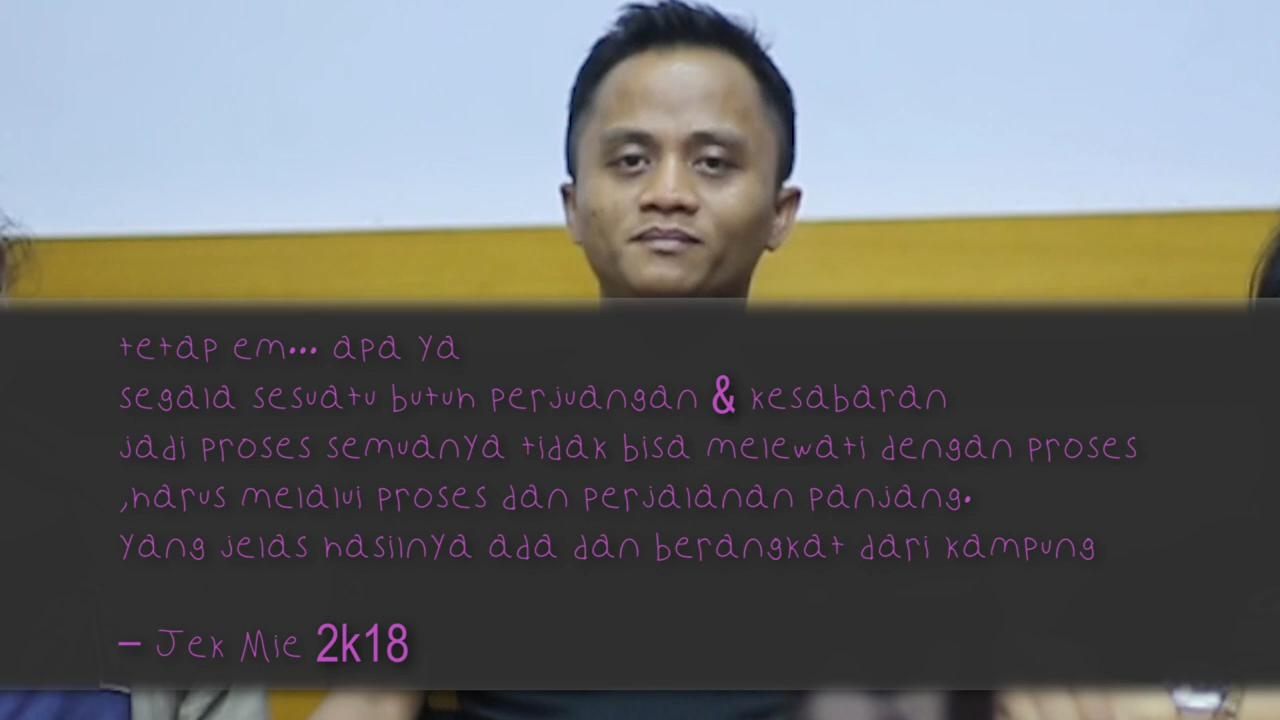 tetap em... apa ya
segala sesuatu butuh perjuangan & kesabaran
jadi proses semuanya tidak bisa melewati dengan proses
,harus melalui proses dan perjalanan panjang.
yang jelas hasilnya ada dan berangkat dari kampung
– Jek Mie 2k18